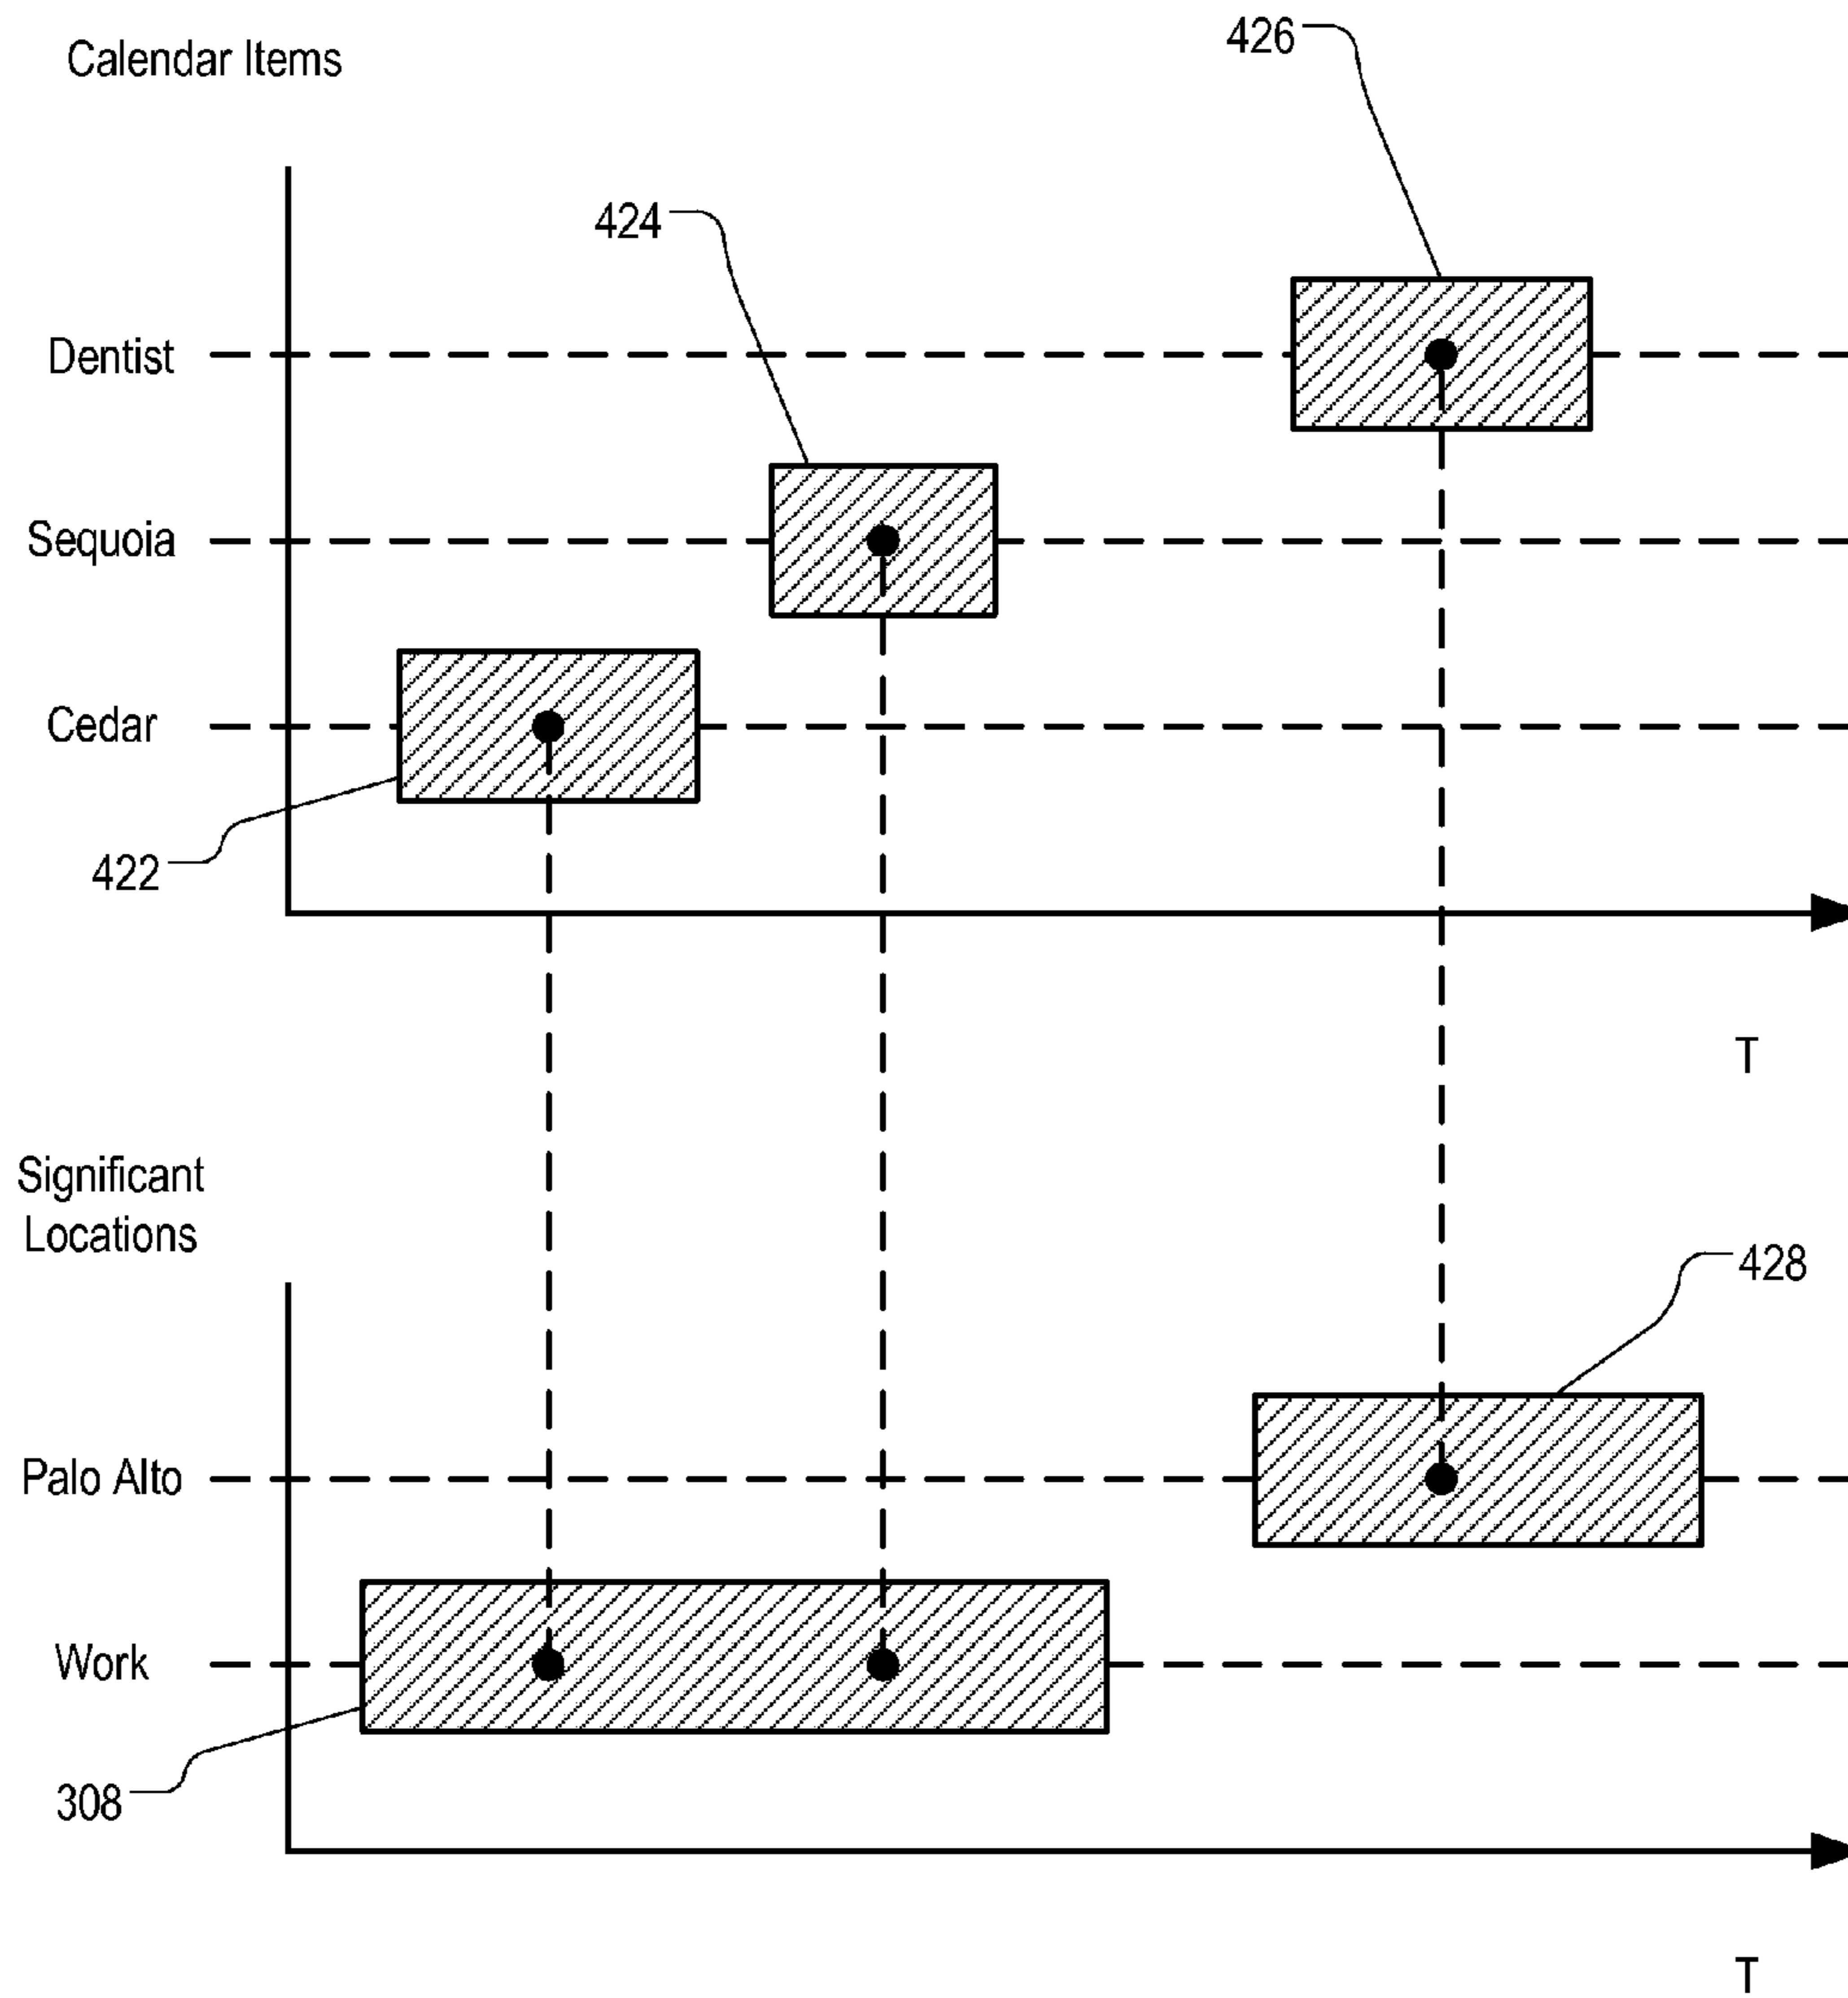 Calendar Items
426
424
Dentist
Sequoia
Cedar
422
T
Significant
Locations
428
Palo Alto
Work
308
T